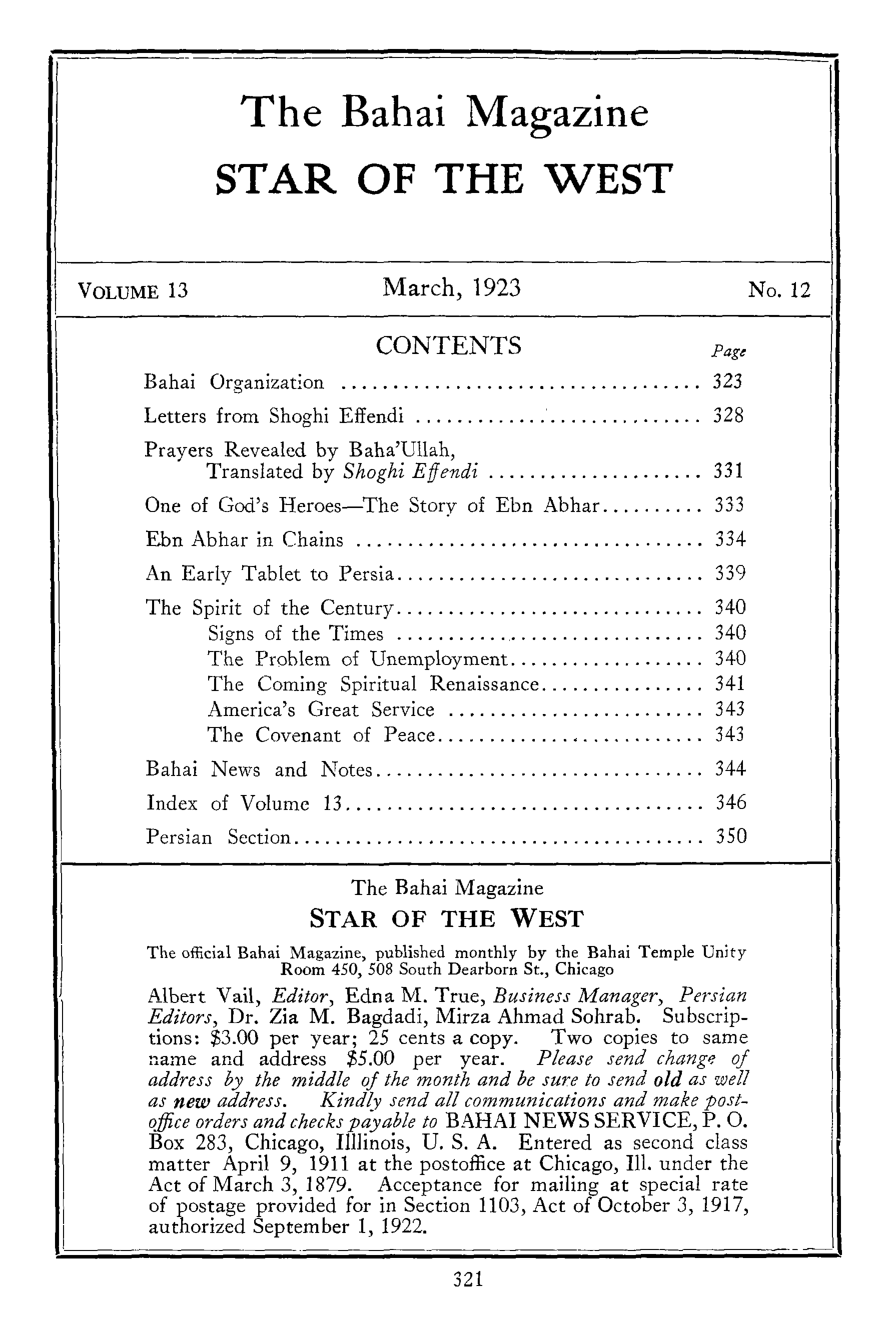 The Bahai Magazine
STAR OF THE WEST
VOLUME 13 March, 1923 No. 12
CONTENTS Page
Bahai Organization ................................... 323
Letters from Shoghi Effendi ............................ 328
Prayers Revealed by Baha'Ullah,
Translated by Shoghi Effendi ..................... 331
One of God's Heroes—The Story of Ebn Abhar.......... 333
Ebn Abhar in Chains .................................. 334
An Early Tablet to Persia.............................. 339
The Spirit of the Century.............................. 340
Signs of the Times .............................. 340
The Problem of Unemployment................... 340
The Coming Spiritual Renaissance................ 341
America's Great Service ......................... 343
The Covenant of Peace.......................... 343
Bahai News and Notes................................ 344
Index of Volume 13................................... 346
Persian Section........................................ 350
The Bahai Magazine
STAR OF THE WEST
The official Bahai Magazine, published monthly by the Bahai Temple Unity
Room 450, 508 South Dearborn St., Chicago
Albert Vail, Editor, Edna M. True, Business Manager, Persian
Editors, Dr. Zia M. Bagdadi, Mirza Ahmad Sohrab. Subscrip-
tions: $3.00 per year; 25 cents a copy. Two copies to same
name and address $5.00 per year. Please send change of
address by the middle of the month and be sure to send old as well
as new address. Kindly send all communications and make post-
office orders and checks payable to BAHAI NEWS SERVICE, P. O.
Box 283, Chicago, Illlinois, U. S. A. Entered as second class
matter April 9, 1911 at the postoffice at Chicago, Ill. under the
Act of March 3, 1879. Acceptance for mailing at special rate
of postage provided for in Section 1103, Act of October 3, 1917,
authorized September 1, 1922.
321